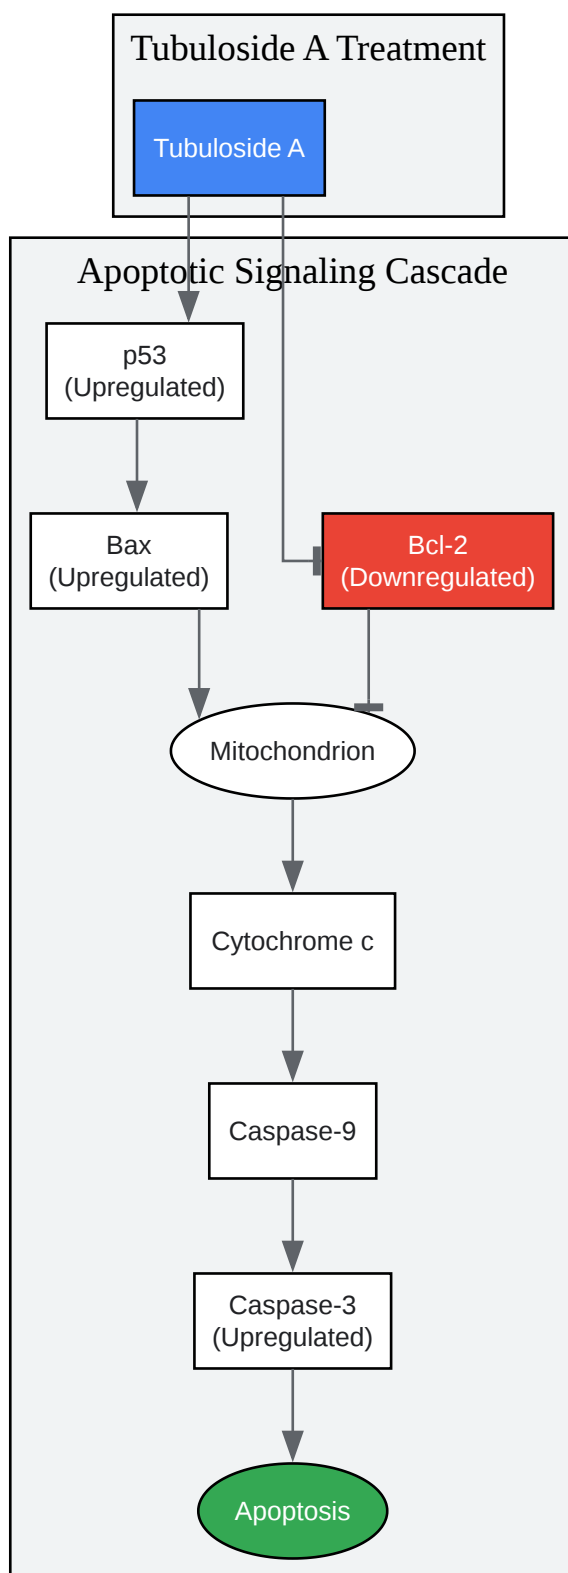 Tubuloside A Treatment
Tubuloside A
Apoptotic Signaling Cascade
p53
(Upregulated)
Bax
(Upregulated)
Bcl-2
(Downregulated)
Mitochondrion
Cytochrome c
Caspase-9
Caspase-3
(Upregulated)
Apoptosis